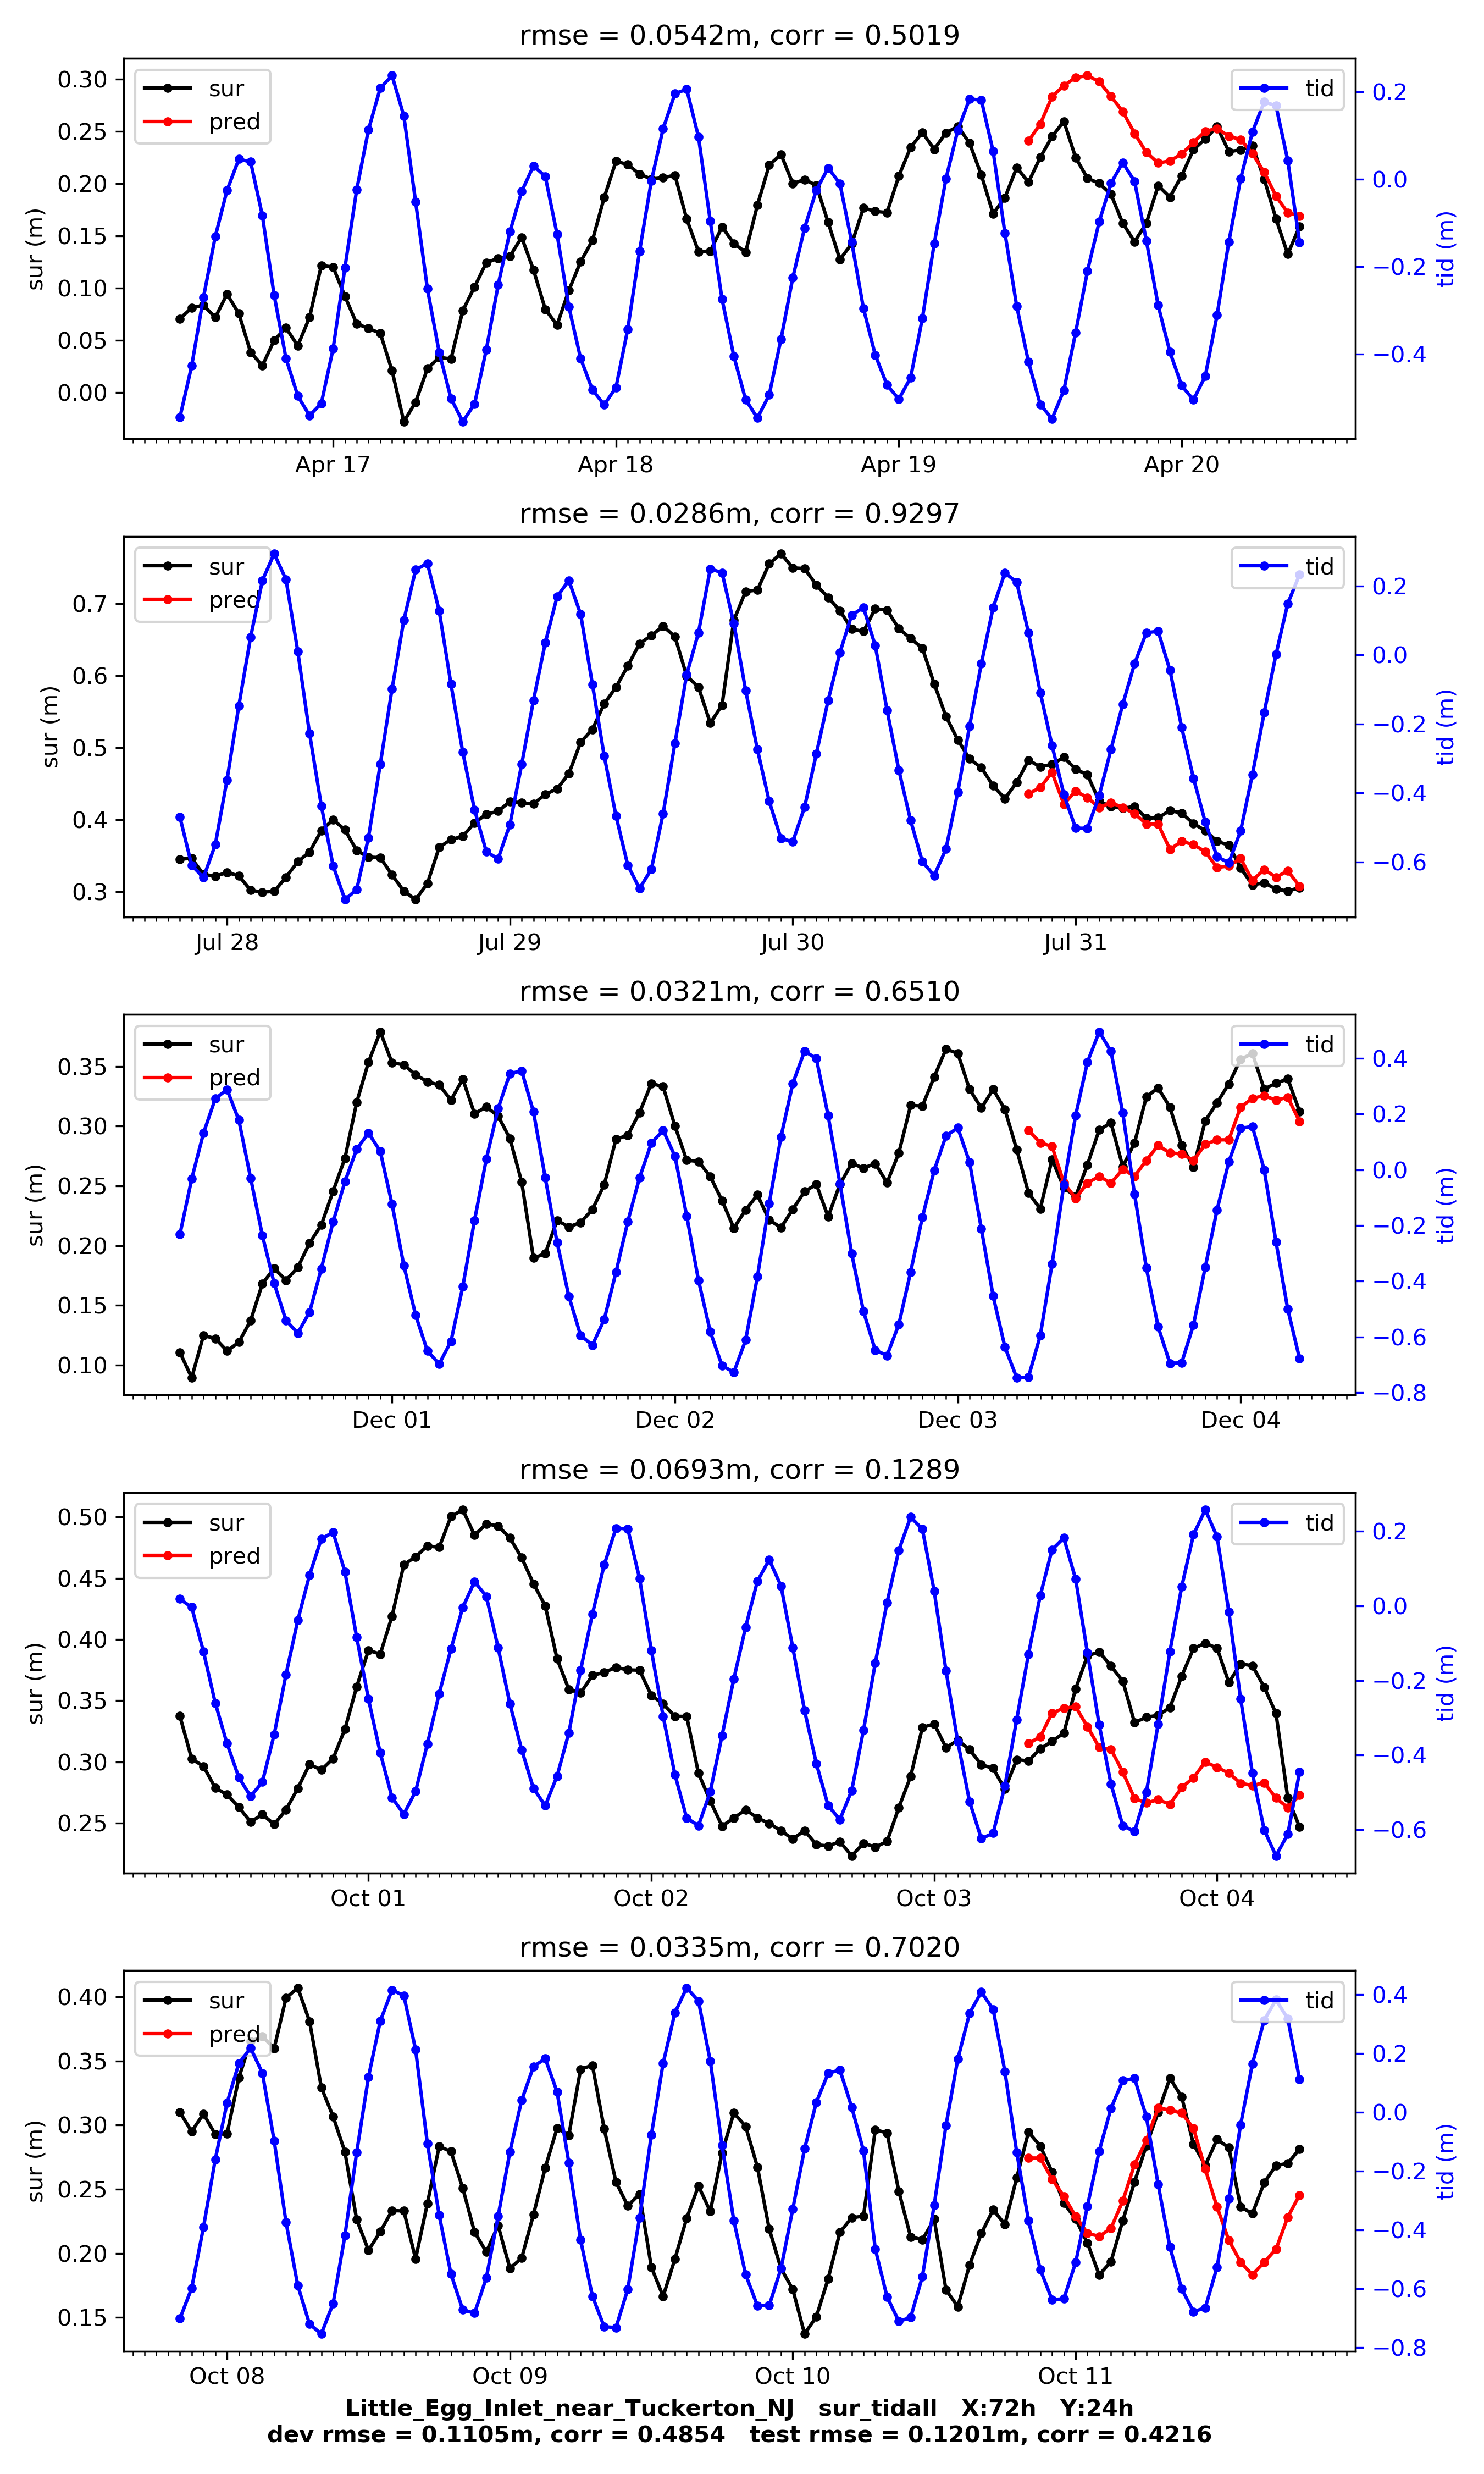 rmse = 0.0542m, corr = 0.5019
sur
pred
tid
0.30
0.25
0.20
0.15
0.10
0.05
0.00
sur (m)
0.2
0.0
−0.2
−0.4
tid (m)
Apr 17 Apr 18 Apr 19 Apr 20
rmse = 0.0286m, corr = 0.9297
sur
pred
tid
0.7
0.6
0.5
0.4
0.3
sur (m)
0.2
0.0
−0.2
−0.4
−0.6
tid (m)
Jul 28 Jul 29 Jul 30 Jul 31
rmse = 0.0321m, corr = 0.6510
sur
pred
tid
0.35
0.30
0.25
0.20
0.15
0.10
sur (m)
0.4
0.2
0.0
−0.2
−0.4
−0.6
−0.8
tid (m)
Dec 01 Dec 02 Dec 03 Dec 04
rmse = 0.0693m, corr = 0.1289
sur
pred
tid
0.50
0.45
0.40
0.35
0.30
0.25
sur (m)
0.2
0.0
−0.2
−0.4
−0.6
tid (m)
Oct 01 Oct 02 Oct 03 Oct 04
rmse = 0.0335m, corr = 0.7020
sur
pred
tid
0.40
0.35
0.30
0.25
0.20
0.15
sur (m)
0.4
0.2
0.0
−0.2
−0.4
−0.6
−0.8
tid (m)
Oct 08 Oct 09 Oct 10 Oct 11
Little_Egg_Inlet_near_Tuckerton_NJ sur_tidall X:72h Y:24h
dev rmse = 0.1105m, corr = 0.4854 test rmse = 0.1201m, corr = 0.4216